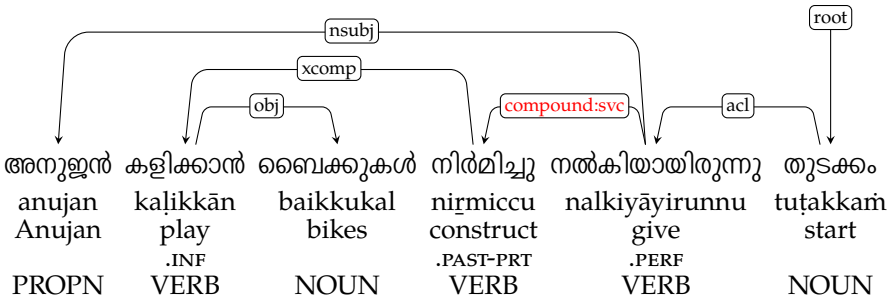 root
nsubj
xcomp
obj
compound:svc
acl
അനുജൻ കളിക്കാൻ ബൈക്കുകൾ നിർമിച്ചു നൽകിയായിരുന്നു തുടക്കം
anujan kaḷikkān baikkukal niṟmiccu nalkiyāyirunnu tuṭakkaṁ
Anujan play bikes construct give start
.INF .PAST-PRT .PERF
PROPN VERB NOUN VERB VERB NOUN